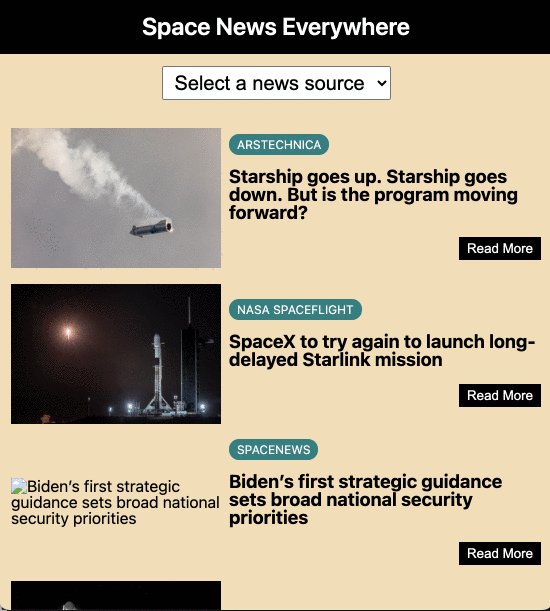 Space News Everywhere
Select a news source
ARSTECHNICA
Starship goes up. Starship goes
down. But is the program moving
forward?
Read More
NASA SPACEFLIGHT
SpaceX to try again to launch long-
delayed Starlink mission
Read More
Biden’s first strategic
guidance sets broad national
security priorities
SPACENEWS
Biden’s first strategic guidance
sets broad national security
priorities
Read More